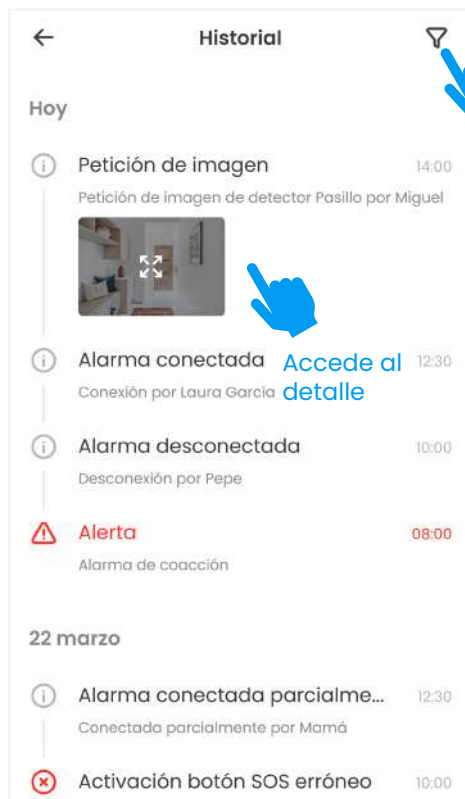 Historial
Hoy
Petición de imagen 14:00
Petición de imagen de detector Pasillo por Miguel
Alarma conectada 12:30
Conexión por Laura García
Accede al
detalle
Alarma desconectada 10:00
Desconexión por Pepe
Alerta 08:00
Alarma de coacción
22 marzo
Alarma conectada parcialme... 12:30
Conectada parcialmente por Mamá
Activación botón SOS erróneo 10:00